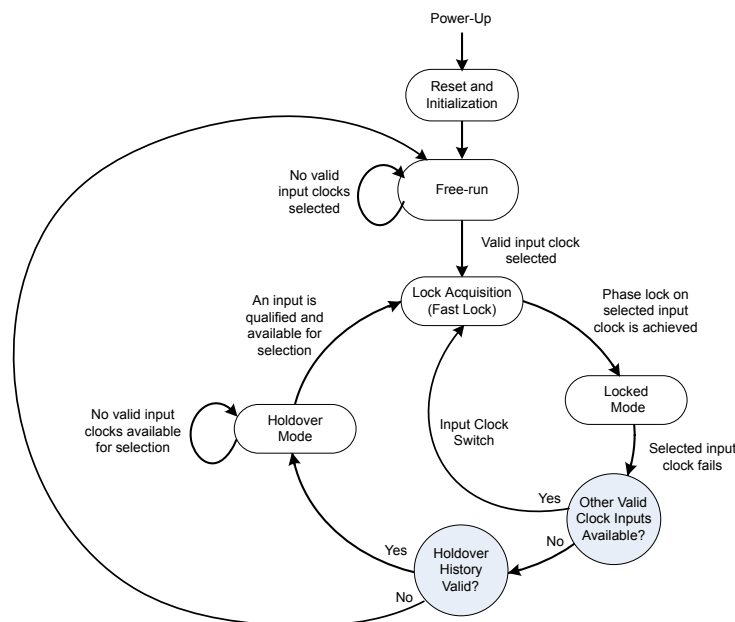 Power-Up
Reset and
Initialization
No valid
input clocks
selected
Free-run
Valid input clock
selected
An input is
qualified and
available for
selection
Lock Acquisition
(Fast Lock)
Phase lock on
selected input
clock is achieved
No valid input
clocks available
for selection
Holdover
Mode
Input Clock
Switch
Locked
Mode
Selected input
clock fails
Yes
Other Valid
Clock Inputs
Available?
No
Yes
Holdover
History
Valid?
No